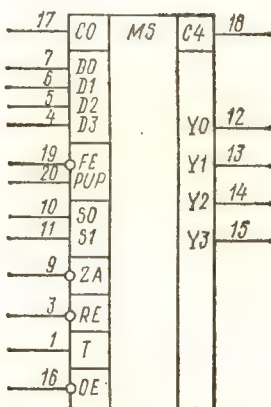 17 C0 MS C4 18
7 D0
6 D1
5 D2
4 D3
Y0 12
19 FE
Y1 13
20 PUP
Y2 14
10 S0
11 S1
Y3 15
9 ZA
3 RE
1 T
16 OE